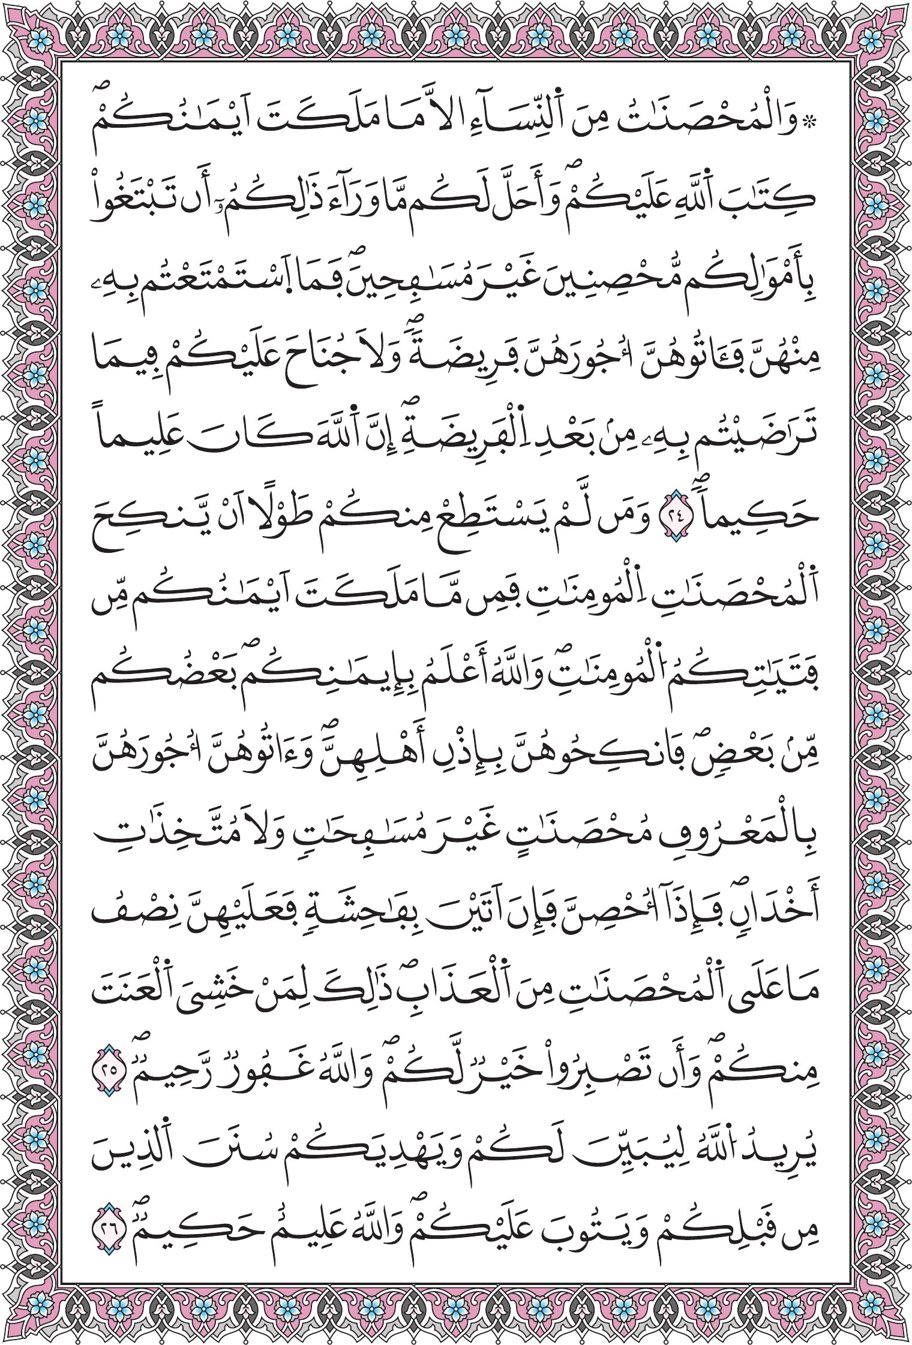 ۞ وَالْمُحْصَنَٰتُ مِنَ اَ۬لنِّسَآءِ الَّا مَا مَلَكَتَ اَيْمَٰنُكُمْۖ
كِتَٰبَ اَ۬للَّهِ عَلَيْكُمْۖ وَأَحَلَّ لَكُم مَّا وَرَآءَ ذَٰلِكُمُۥٓ أَن تَبْتَغُواْ
بِأَمْوَٰلِكُم مُّحْصِنِينَ غَيْرَ مُسَٰفِحِينَۖ فَمَا اَ۪سْتَمْتَعْتُم بِهِۦ
مِنْهُنَّ فَـَٔاتُوهُنَّ أُجُورَهُنَّ فَرِيضَةٗۖ وَلَا جُنَاحَ عَلَيْكُمْ فِيمَا
تَرَٰضَيْتُم بِهِۦ مِنۢ بَعْدِ اِ۬لْفَرِيضَةِۖ إِنَّ اَ۬للَّهَ كَانَ عَلِيماً
حَكِيماٗۖ ٢٤ وَمَن لَّمْ يَسْتَطِعْ مِنكُمْ طَوْلًا اَنْ يَّنكِحَ
اَ۬لْمُحْصَنَٰتِ اِ۬لْمُومِنَٰتِ فَمِن مَّا مَلَكَتَ اَيْمَٰنُكُم مِّن
فَتَيَٰتِكُمُ اُ۬لْمُومِنَٰتِۖ وَاللَّهُ أَعْلَمُ بِإِيمَٰنِكُمۖ بَعْضُكُم
مِّنۢ بَعْضٖۖ فَانكِحُوهُنَّ بِإِذْنِ أَهْلِهِنَّۖ وَءَاتُوهُنَّ أُجُورَهُنَّ
بِالْمَعْرُوفِ مُحْصَنَٰتٍ غَيْرَ مُسَٰفِحَٰتٖ وَلَا مُتَّخِذَٰتِ
أَخْدَانٖۖ فَإِذَآ أُحْصِنَّ فَإِنَ اَتَيْنَ بِفَٰحِشَةٖ فَعَلَيْهِنَّ نِصْفُ
مَا عَلَى اَ۬لْمُحْصَنَٰتِ مِنَ اَ۬لْعَذَابِۖ ذَٰلِكَ لِمَنْ خَشِيَ اَ۬لْعَنَتَ
مِنكُمْۖ وَأَن تَصْبِرُواْ خَيْرٞ لَّكُمْۖ وَاللَّهُ غَفُورٞ رَّحِيمٞۖ ٢٥
يُرِيدُ اُ۬للَّهُ لِيُبَيِّنَ لَكُمْ وَيَهْدِيَكُمْ سُنَنَ اَ۬لذِينَ
مِن قَبْلِكُمْ وَيَتُوبَ عَلَيْكُمْۖ وَاللَّهُ عَلِيمٌ حَكِيمٞۖ ٢٦